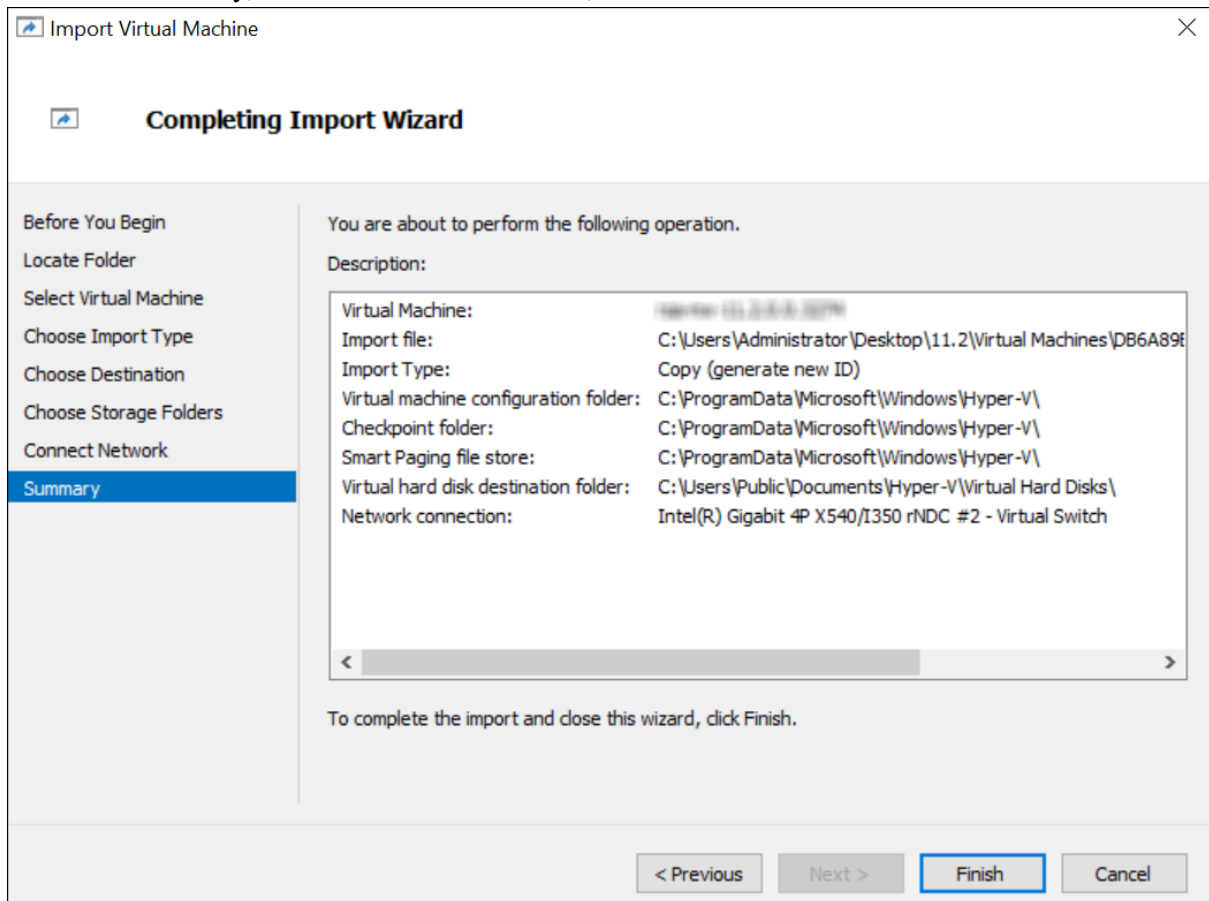 Import Virtual Machine
Completing Import Wizard
Before You Begin
Locate Folder
Select Virtual Machine
Choose Import Type
Choose Destination
Choose Storage Folders
Connect Network
Summary
You are about to perform the following operation.
Description:
Virtual Machine:
Import file: C:\Users\Administrator\Desktop\11.2\Virtual Machines\DB6A89
Import Type: Copy (generate new ID)
Virtual machine configuration folder: C:\ProgramData\Microsoft\Windows\Hyper-V\
Checkpoint folder: C:\ProgramData\Microsoft\Windows\Hyper-V\
Smart Paging file store: C:\ProgramData\Microsoft\Windows\Hyper-V\
Virtual hard disk destination folder: C:\Users\Public\Documents\Hyper-V\Virtual Hard Disks\
Network connection: Intel(R) Gigabit 4P X540/I350 rNDC #2 - Virtual Switch
To complete the import and close this wizard, click Finish.
< Previous
Next >
Finish
Cancel